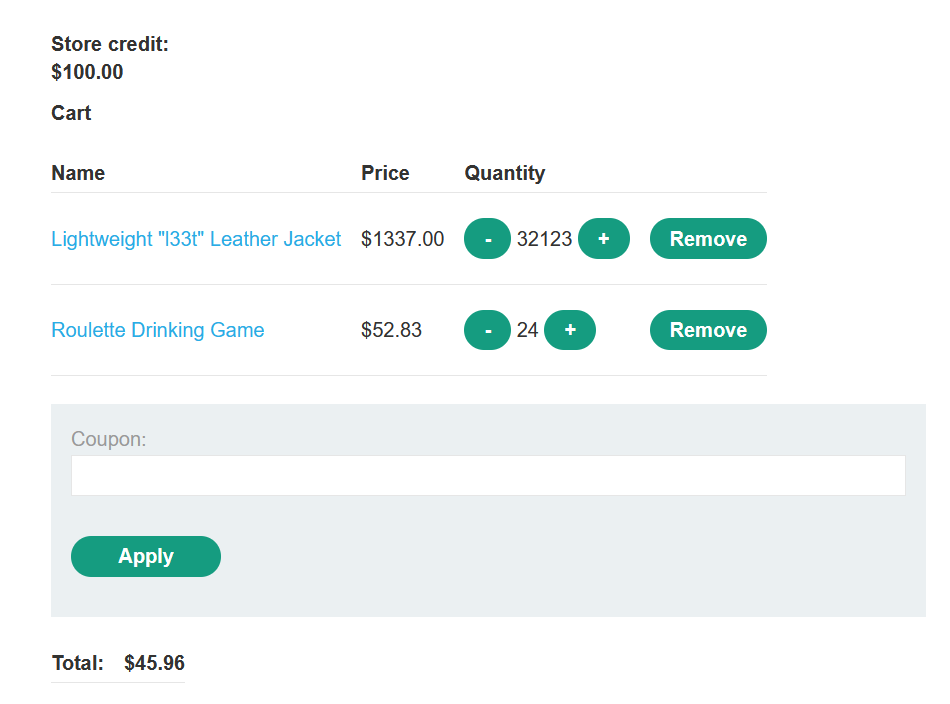 Store credit:
$100.00
Cart
Name Price Quantity
Lightweight "l33t" Leather Jacket $1337.00 - 32123 + Remove
Roulette Drinking Game $52.83 - 24 + Remove
Coupon:
Apply
Total: $45.96